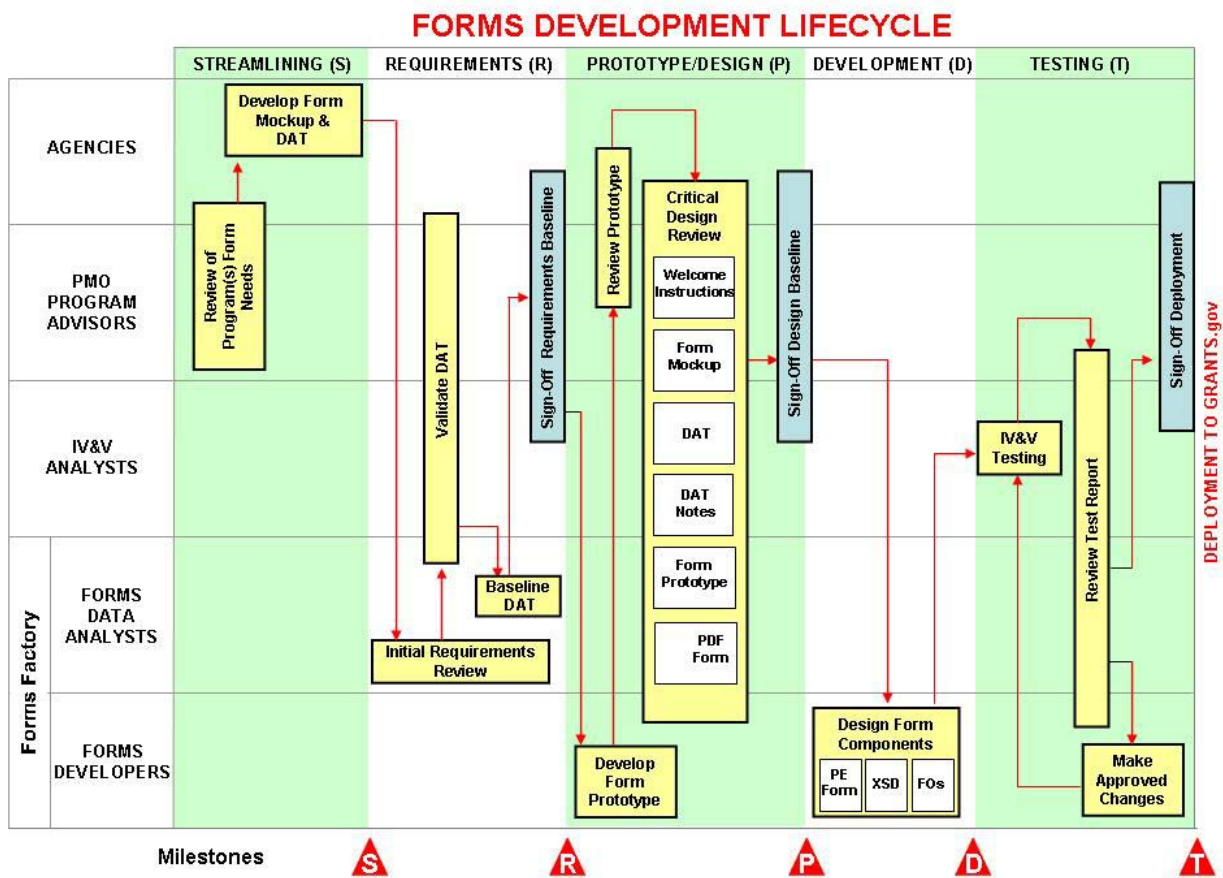 FORMS DEVELOPMENT LIFECYCLE
STREAMLINING (S)
REQUIREMENTS (R)
PROTOTYPE/DESIGN (P)
DEVELOPMENT (D)
TESTING (T)
AGENCIES
PMO
PROGRAM
ADVISORS
IV&V
ANALYSTS
Forms Factory
FORMS
DATA
ANALYSTS
FORMS
DEVELOPERS
Develop Form
Mockup &
DAT
Review of
Program(s) Form
Needs
Validate DAT
Baseline
DAT
Initial Requirements
Review
Sign-Off Requirements Baseline
Review Prototype
Develop
Form
Prototype
Critical
Design
Review
Welcome
Instructions
Form
Mockup
DAT
DAT
Notes
Form
Prototype
PDF
Form
Sign-Off Design Baseline
Design Form
Components
PE
Form
XSD
FOs
IV&V
Testing
Review Test Report
Make
Approved
Changes
Sign-Off Deployment
DEPLOYMENT TO GRANTS.gov
Milestones
S
R
P
D
T